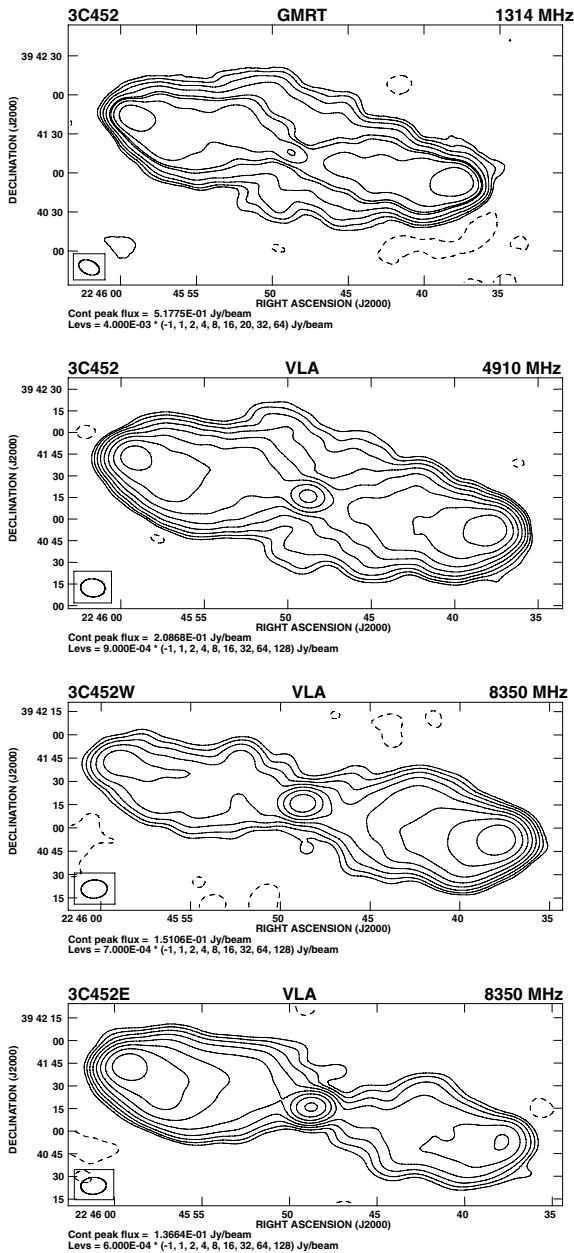 3C452 GMRT 1314 MHz
39 42 30
00
41 30
00
40 30
00
DECLINATION (J2000)
22 46 00 45 55 50 45 40 35
RIGHT ASCENSION (J2000)
Cont peak flux = 5.1775E-01 Jy/beam
Levs = 4.000E-03 * (-1, 1, 2, 4, 8, 16, 20, 32, 64) Jy/beam
3C452 VLA 4910 MHz
39 42 30
15
00
41 45
30
15
00
40 45
30
15
00
DECLINATION (J2000)
22 46 00 45 55 50 45 40 35
RIGHT ASCENSION (J2000)
Cont peak flux = 2.0868E-01 Jy/beam
Levs = 9.000E-04 * (-1, 1, 2, 4, 8, 16, 32, 64, 128) Jy/beam
3C452W VLA 8350 MHz
39 42 15
00
41 45
30
15
00
40 45
30
15
DECLINATION (J2000)
22 46 00 45 55 50 45 40 35
RIGHT ASCENSION (J2000)
Cont peak flux = 1.5106E-01 Jy/beam
Levs = 7.000E-04 * (-1, 1, 2, 4, 8, 16, 32, 64, 128) Jy/beam
3C452E VLA 8350 MHz
39 42 15
00
41 45
30
15
00
40 45
30
15
DECLINATION (J2000)
22 46 00 45 55 50 45 40 35
RIGHT ASCENSION (J2000)
Cont peak flux = 1.3664E-01 Jy/beam
Levs = 6.000E-04 * (-1, 1, 2, 4, 8, 16, 32, 64, 128) Jy/beam